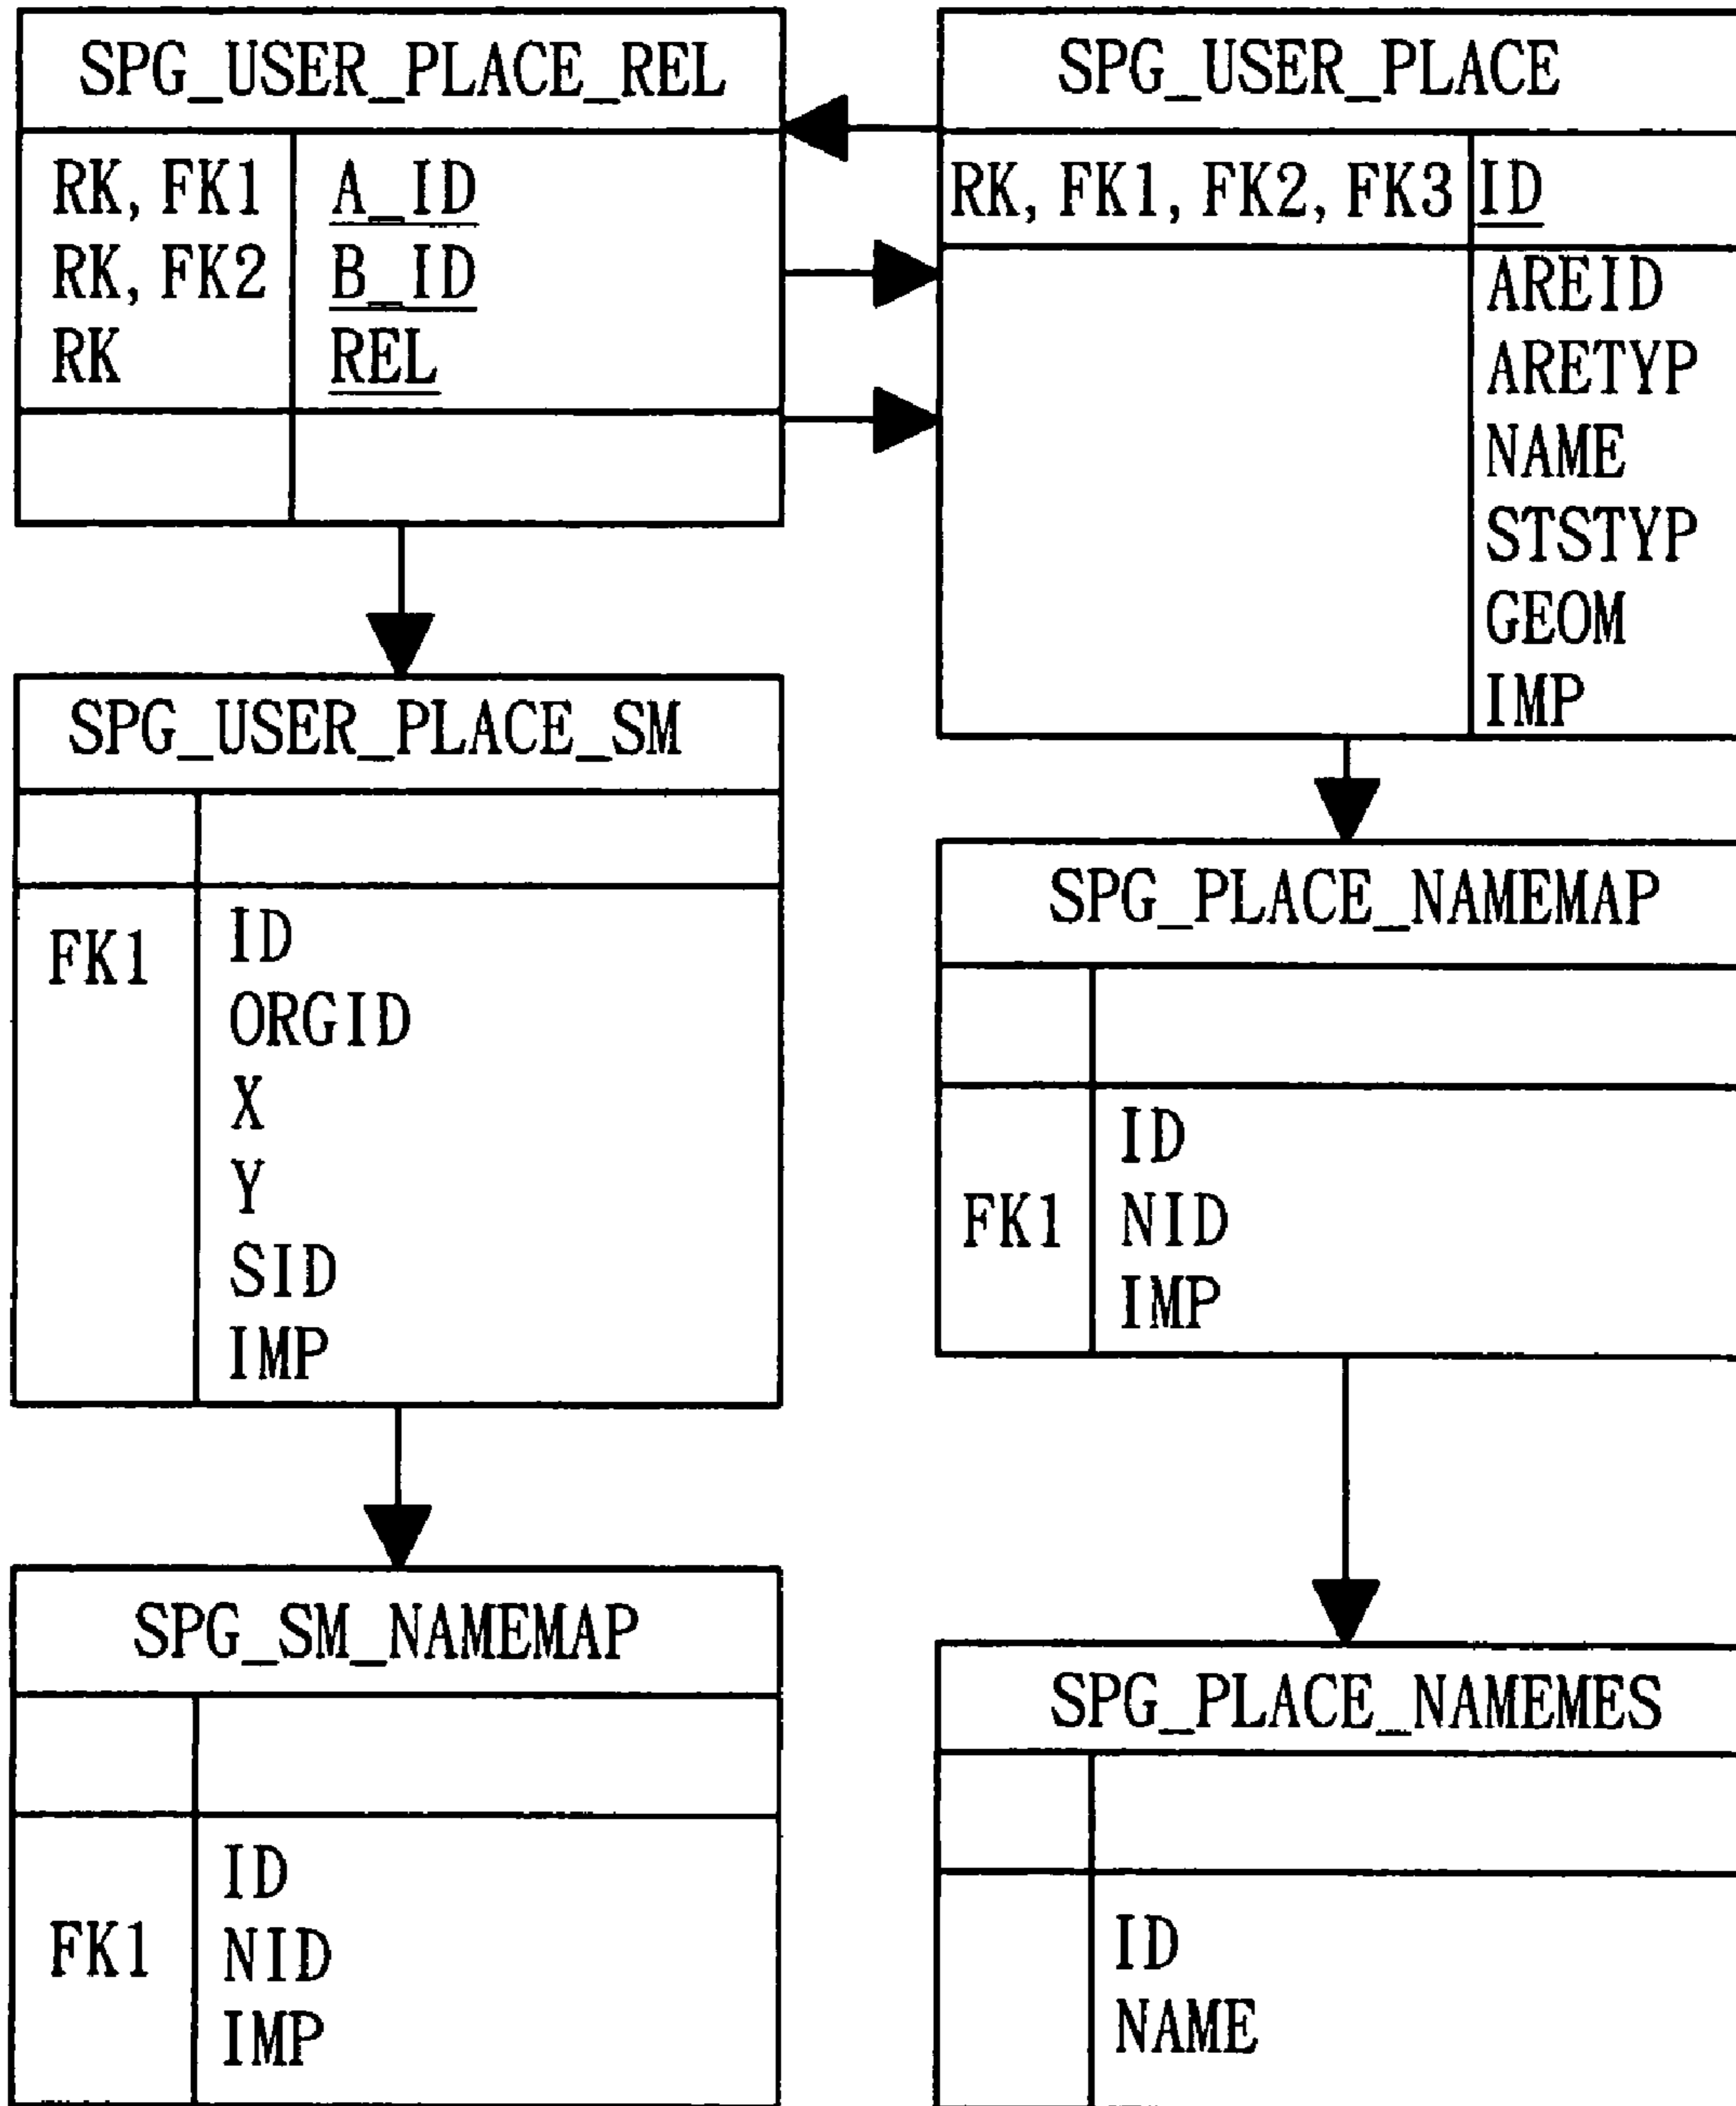 SPG_USER_PLACE_REL
RK, FK1 A_ID
RK, FK2 B_ID
RK REL
SPG_USER_PLACE
RK, FK1, FK2, FK3 ID
AREID
ARETYP
NAME
STSTYP
GEOM
IMP
SPG_USER_PLACE_SM
FK1 ID
ORGID
X
Y
SID
IMP
SPG_PLACE_NAMEMAP
ID
FK1 NID
IMP
SPG_SM_NAMEMAP
ID
FK1 NID
IMP
SPG_PLACE_NAMEMES
ID
NAME